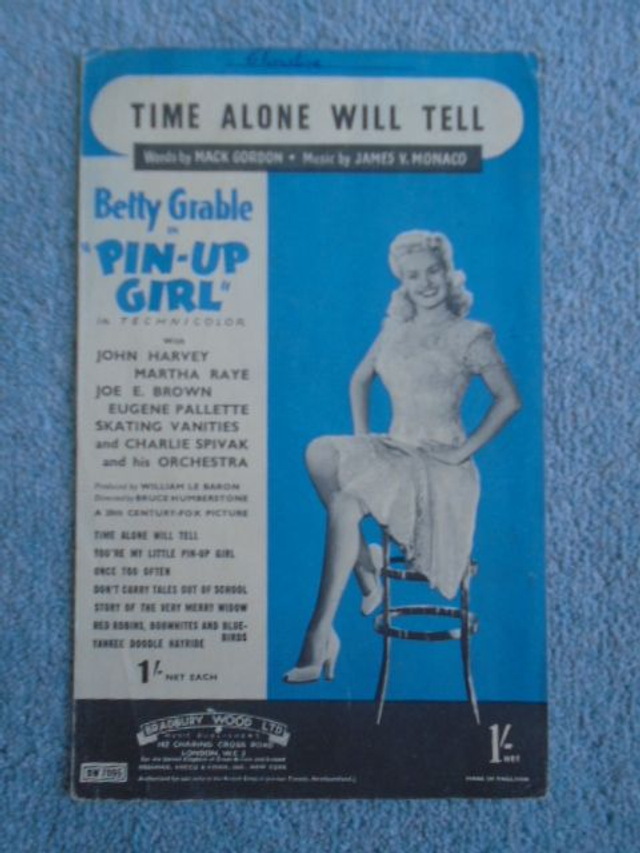 TIME ALONE WILL TELL
Words by MACK GORDON • Music by JAMES V. MONACO
Betty Grable
IN
"PIN-UP
GIRL"
IN TECHNICOLOR
With
JOHN HARVEY
MARTHA RAYE
JOE E. BROWN
EUGENE PALLETTE
SKATING VANITIES
and CHARLIE SPIVAK
and his ORCHESTRA
Produced by WILLIAM LE BARON
Directed by BRUCE HUMBERSTONE
A 20th CENTURY-FOX PICTURE
TIME ALONE WILL TELL
YOU'RE MY LITTLE PIN-UP GIRL
ONCE TOO OFTEN
DON'T CARRY TALES OUT OF SCHOOL
STORY OF THE VERY MERRY WIDOW
RED ROBINS, BOBWHITES AND BLUE-
BIRDS
YANKEE DOODLE HAYRIDE
1/- NET EACH
BRADBURY WOOD LTD
MUSIC PUBLISHERS
142 CHARING CROSS ROAD
LONDON, W.C.2
1/-
NET
MADE IN ENGLAND